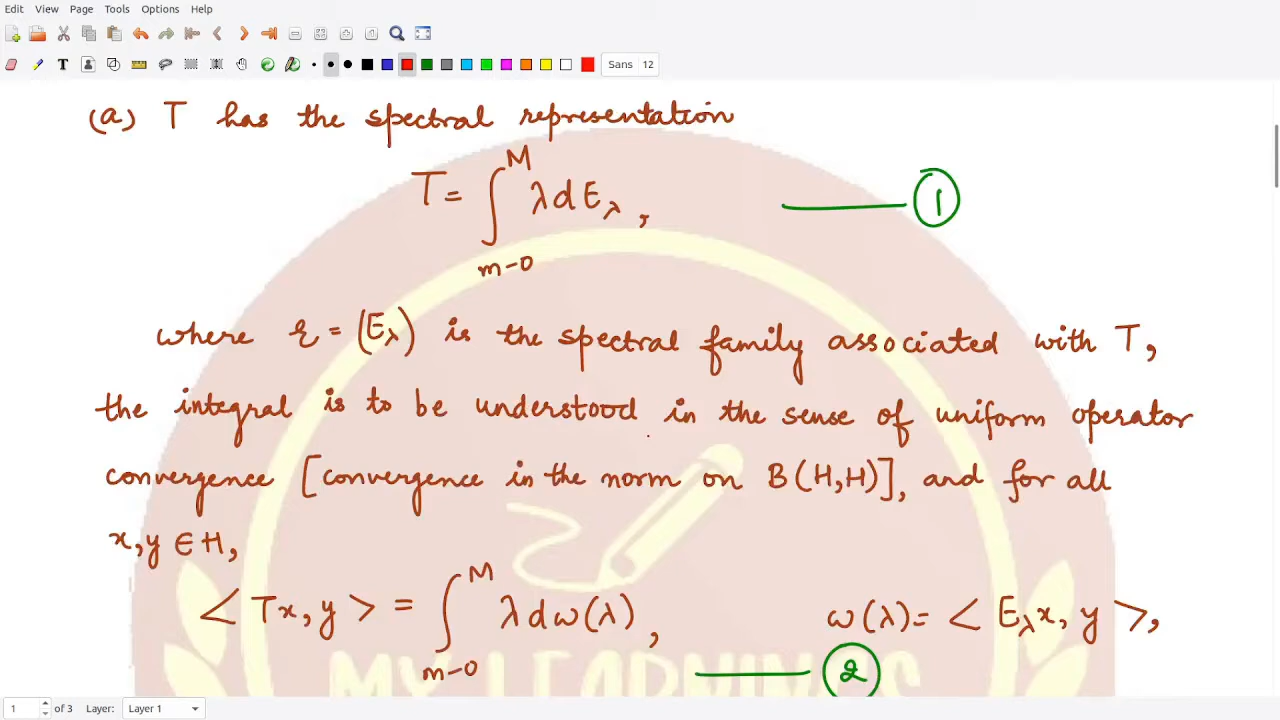 Edit View Page Tools Options Help
Sans 12
(a) T has the spectral representation
T = ∫_{m-0}^{M} λ dE_λ , ——— ①
where ℰ = (E_λ) is the spectral family associated with T,
the integral is to be understood in the sense of uniform operator
convergence [convergence in the norm on B(H,H)], and for all
x, y ∈ H,
< Tx, y > = ∫_{m-0}^{M} λ dω(λ) , ω(λ) = < E_λ x, y >,
——— ②
MY LEARNINGS
1 of 3 Layer: Layer 1